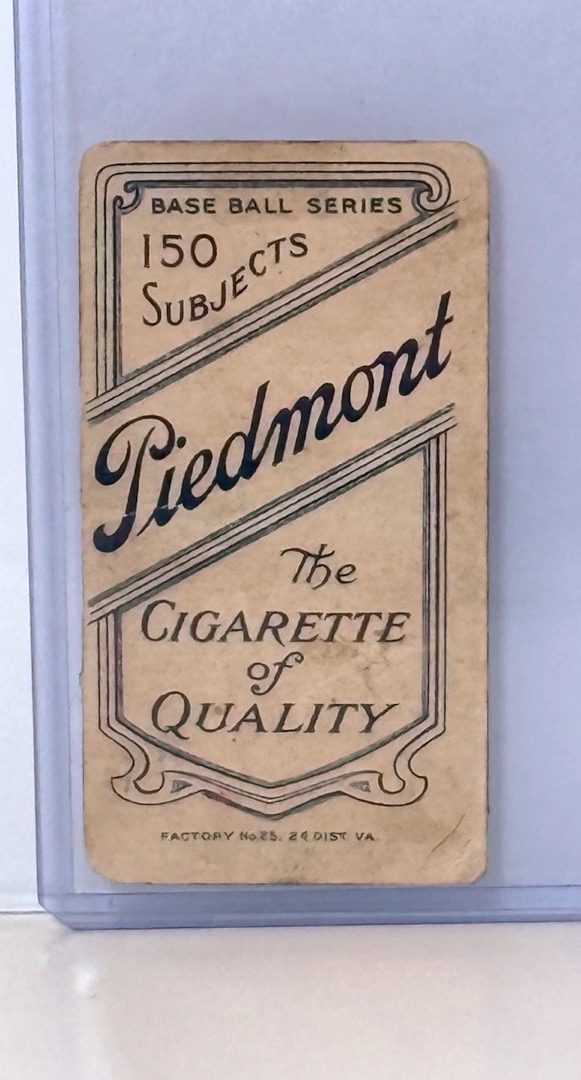 BASE BALL SERIES
150
SUBJECTS
Piedmont
The
CIGARETTE
of
QUALITY
FACTORY No 25. 2d DIST. VA.